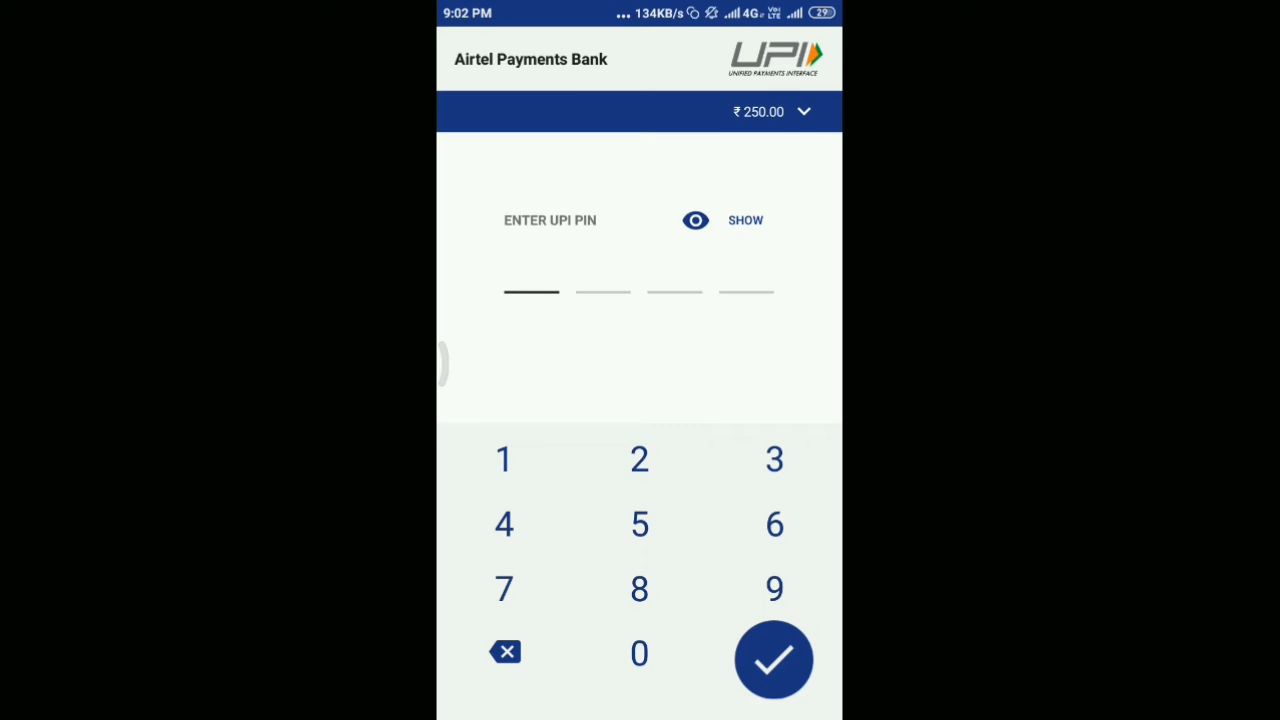 9:02 PM ... 134KB/s 4G VoLTE 29
Airtel Payments Bank UPI
UNIFIED PAYMENTS INTERFACE
₹ 250.00
ENTER UPI PIN SHOW
1 2 3
4 5 6
7 8 9
0